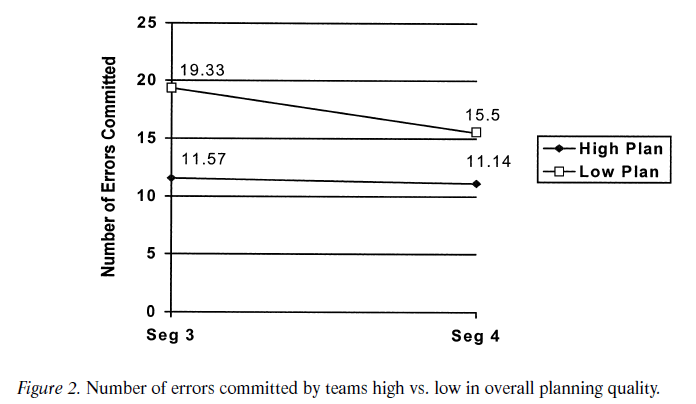 25
20
15
10
5
0
Number of Errors Committed
19.33
15.5
11.57
11.14
Seg 3
Seg 4
High Plan
Low Plan
Figure 2. Number of errors committed by teams high vs. low in overall planning quality.